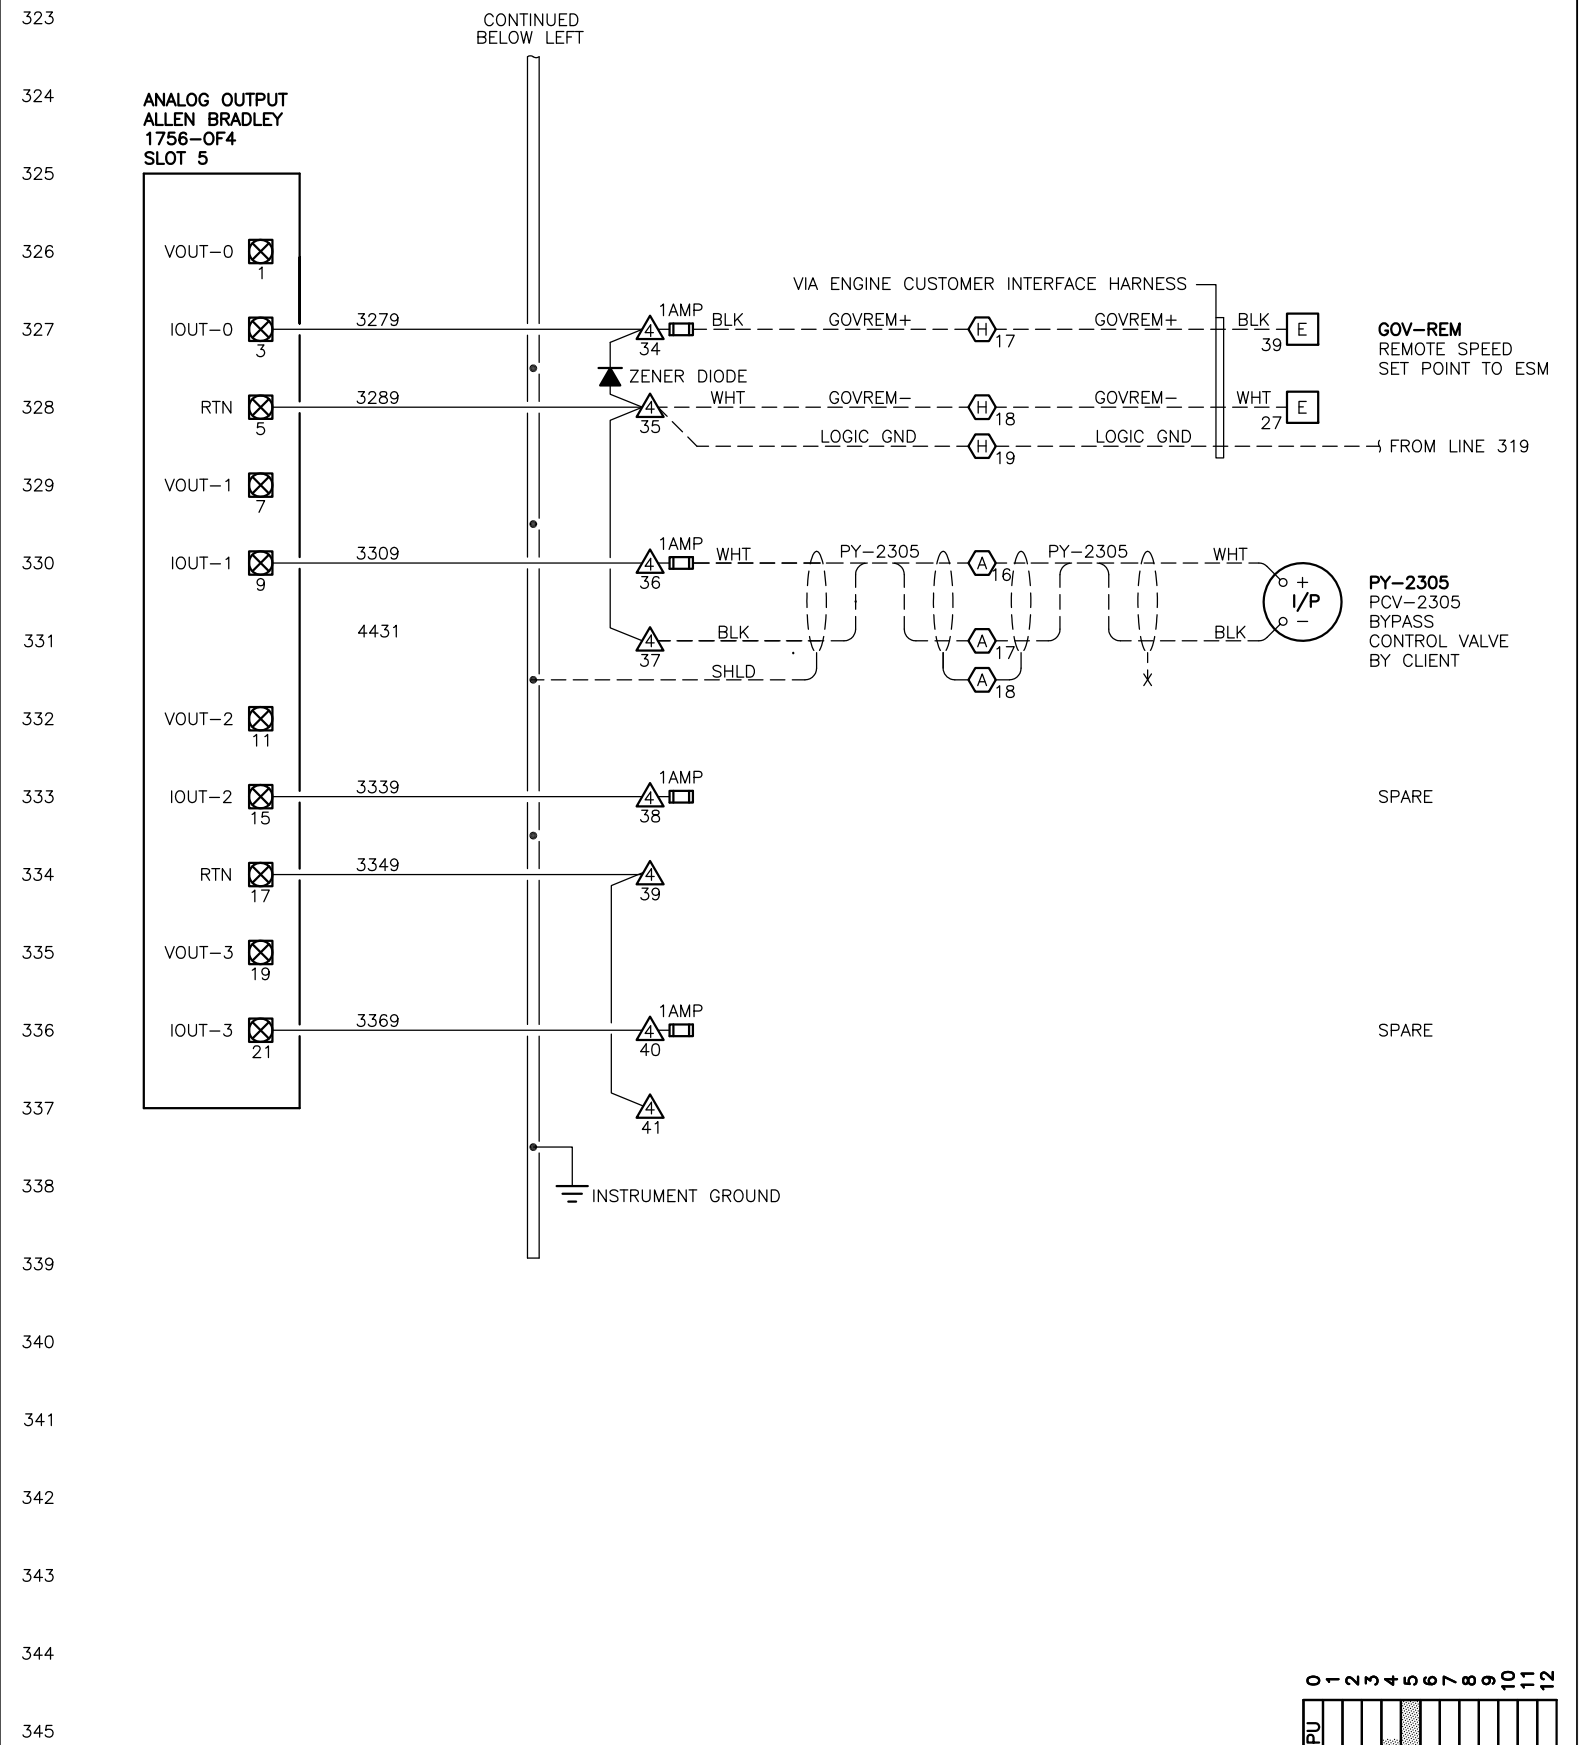 323
CONTINUED
BELOW LEFT
324
ANALOG OUTPUT
ALLEN BRADLEY
1756-OF4
SLOT 5
325
326
VOUT-0
1
VIA ENGINE CUSTOMER INTERFACE HARNESS
327
IOUT-0
3
3279
4
34
1AMP
BLK
GOVREM+
H
17
GOVREM+
BLK
39
E
GOV-REM
REMOTE SPEED
SET POINT TO ESM
ZENER DIODE
328
RTN
5
3289
4
35
WHT
GOVREM-
H
18
GOVREM-
WHT
27
E
LOGIC GND
H
19
LOGIC GND
FROM LINE 319
329
VOUT-1
7
330
IOUT-1
9
3309
4
36
1AMP
WHT
PY-2305
A
16
PY-2305
WHT
+
I/P
-
PY-2305
PCV-2305
BYPASS
CONTROL VALVE
BY CLIENT
331
4431
4
37
BLK
A
17
BLK
SHLD
A
18
X
332
VOUT-2
11
333
IOUT-2
15
3339
4
38
1AMP
SPARE
334
RTN
17
3349
4
39
335
VOUT-3
19
336
IOUT-3
21
3369
4
40
1AMP
SPARE
337
4
41
338
INSTRUMENT GROUND
339
340
341
342
343
344
0
1
2
3
4
5
6
7
8
9
10
11
12
345
PU